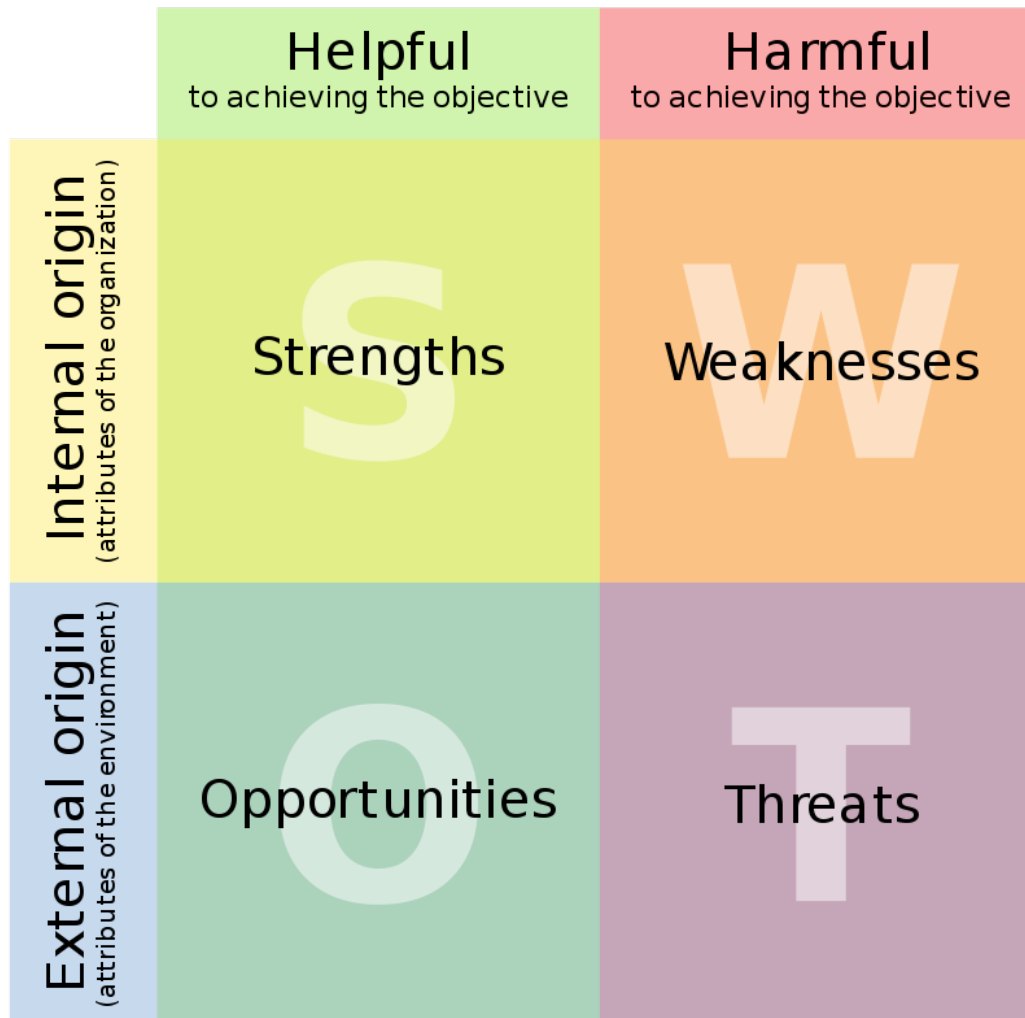 Helpful
to achieving the objective
Harmful
to achieving the objective
Internal origin
(attributes of the organization)
S
Strengths
W
Weaknesses
External origin
(attributes of the environment)
O
Opportunities
T
Threats